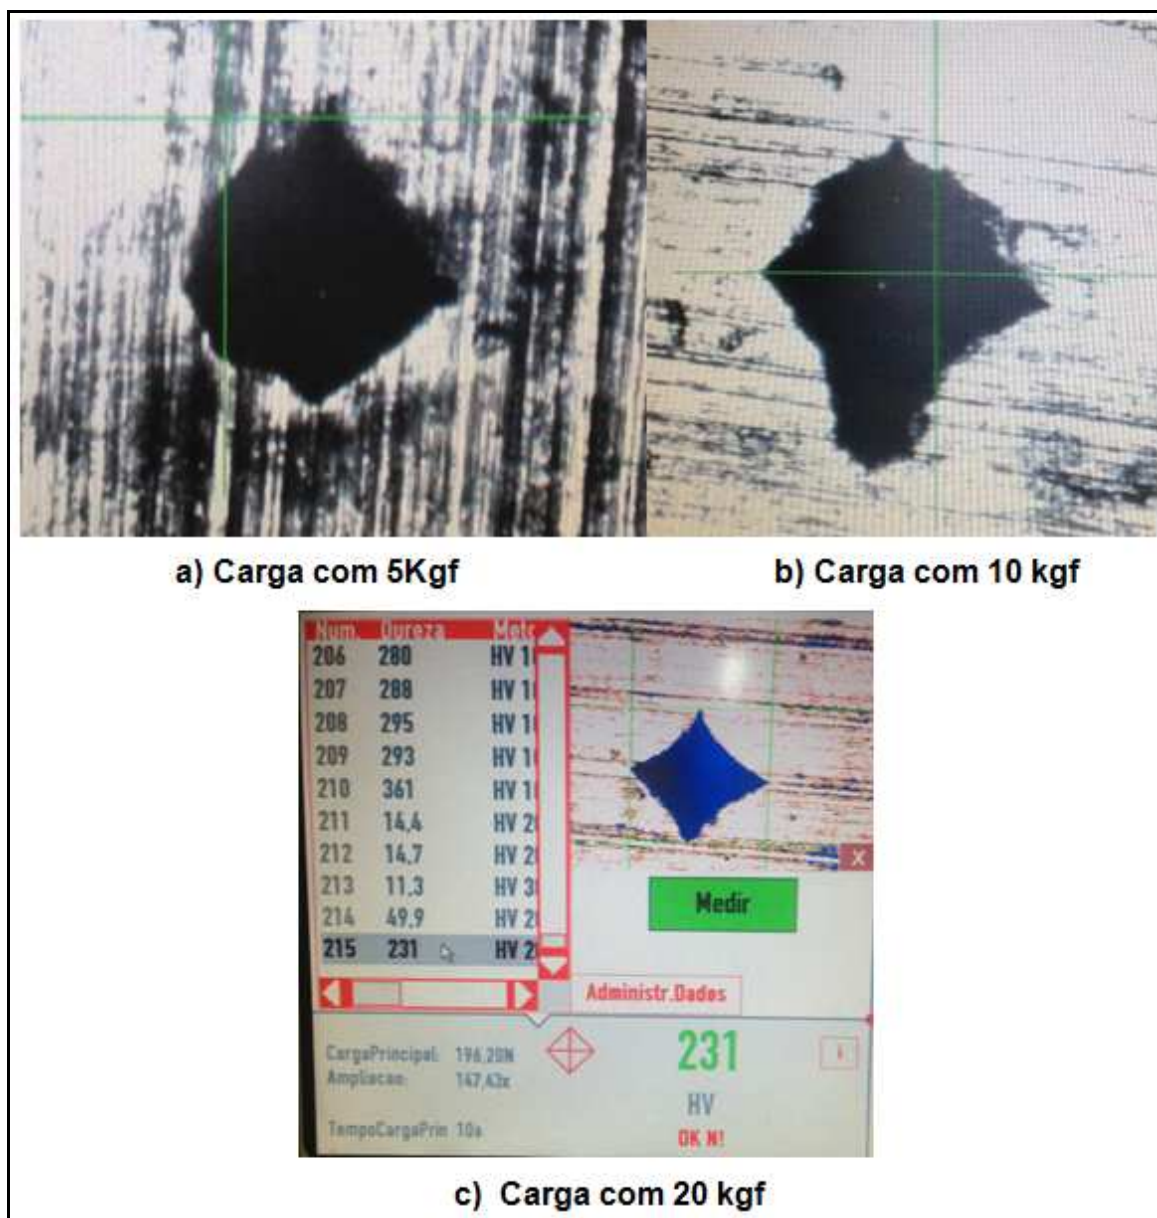 a) Carga com 5Kgf
b) Carga com 10 kgf
Num. Dureza
206 280 HV 1
207 288 HV 1
208 295 HV 1
209 293 HV 1
210 361 HV 1
211 14,4 HV 2
212 14,7 HV 2
213 11,3 HV 3
214 49,9 HV 2
215 231 HV 2
X
Medir
Administr.Dados
CargaPrincipal: 196,20N
Ampliacao: 147,43x
TempoCargaPrin 10s
231
i
HV
OK N!
c) Carga com 20 kgf